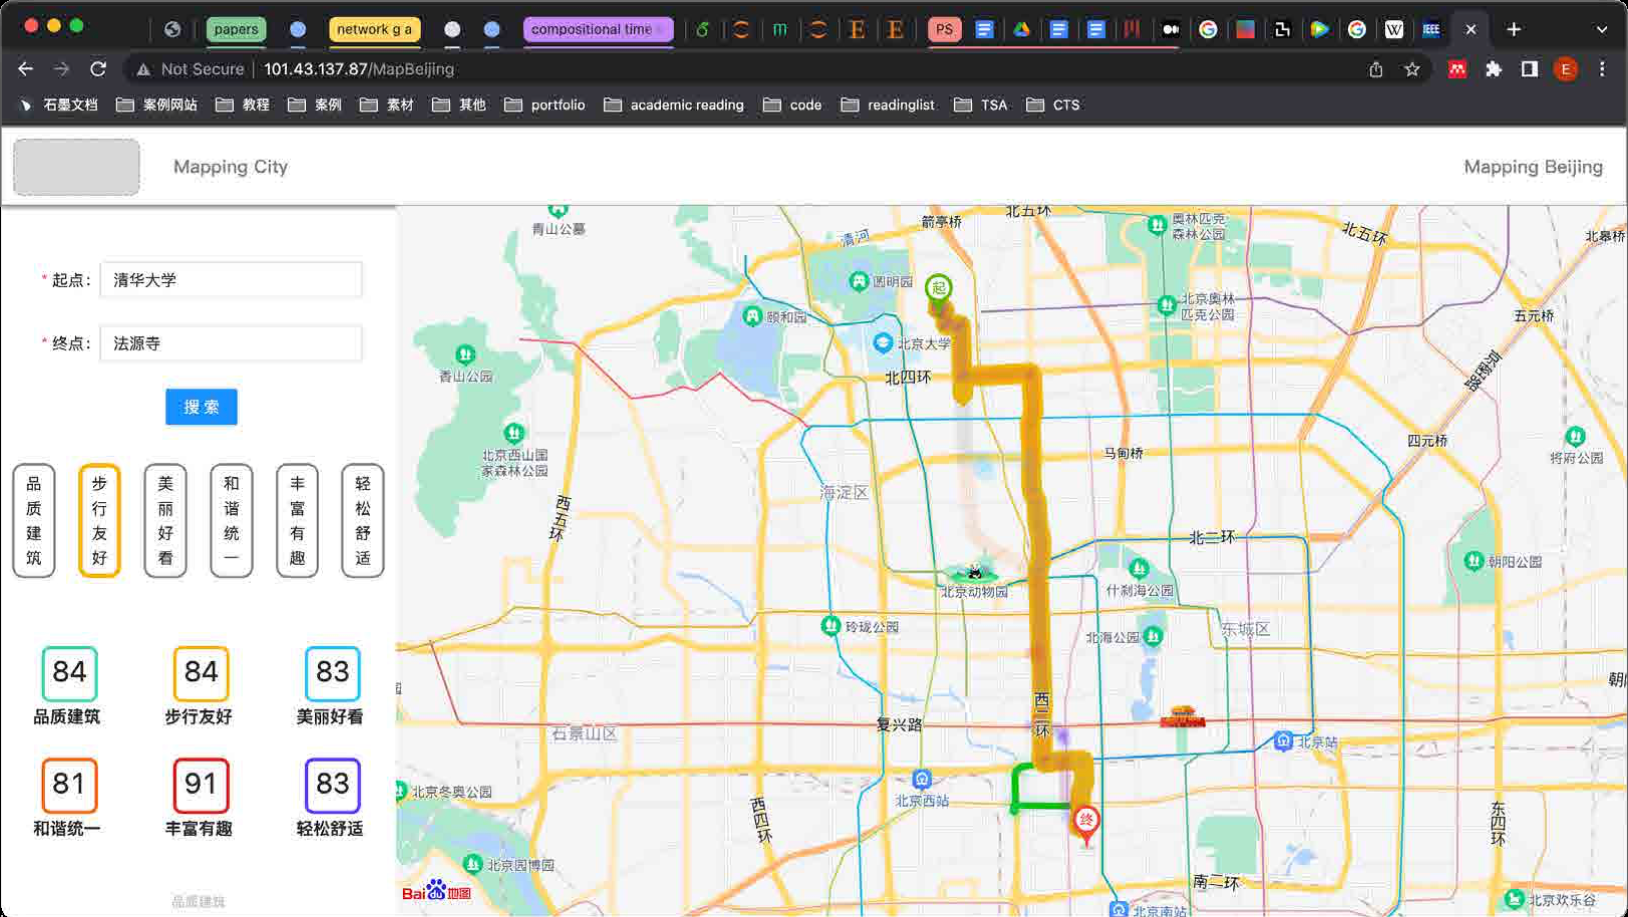 papers
network g a
compositional time
PS
Not Secure
101.43.137.87/MapBeijing
E
石墨文档
案例网站
教程
案例
素材
其他
portfolio
academic reading
code
readinglist
TSA
CTS
Mapping City
Mapping Beijing
* 起点：
清华大学
* 终点：
法源寺
搜 索
品质建筑
步行友好
美丽好看
和谐统一
丰富有趣
轻松舒适
84
84
83
品质建筑
步行友好
美丽好看
81
91
83
和谐统一
丰富有趣
轻松舒适
品质建筑
青山公墓
箭亭桥
北五环
奥林匹克
森林公园
北五环
北皋桥
清河
圆明园
起
颐和园
北京奥林
匹克公园
五元桥
北京大学
香山公园
北四环
京密路
北京西山国
家森林公园
马甸桥
四元桥
将府公园
海淀区
西五环
北二环
朝阳公园
北京动物园
什刹海公园
玲珑公园
北海公园
东城区
西二环
复兴路
石景山区
北京站
北京冬奥公园
北京西站
西四环
终
东四环
北京园博园
南二环
Bai du 地图
北京南站
北京欢乐谷